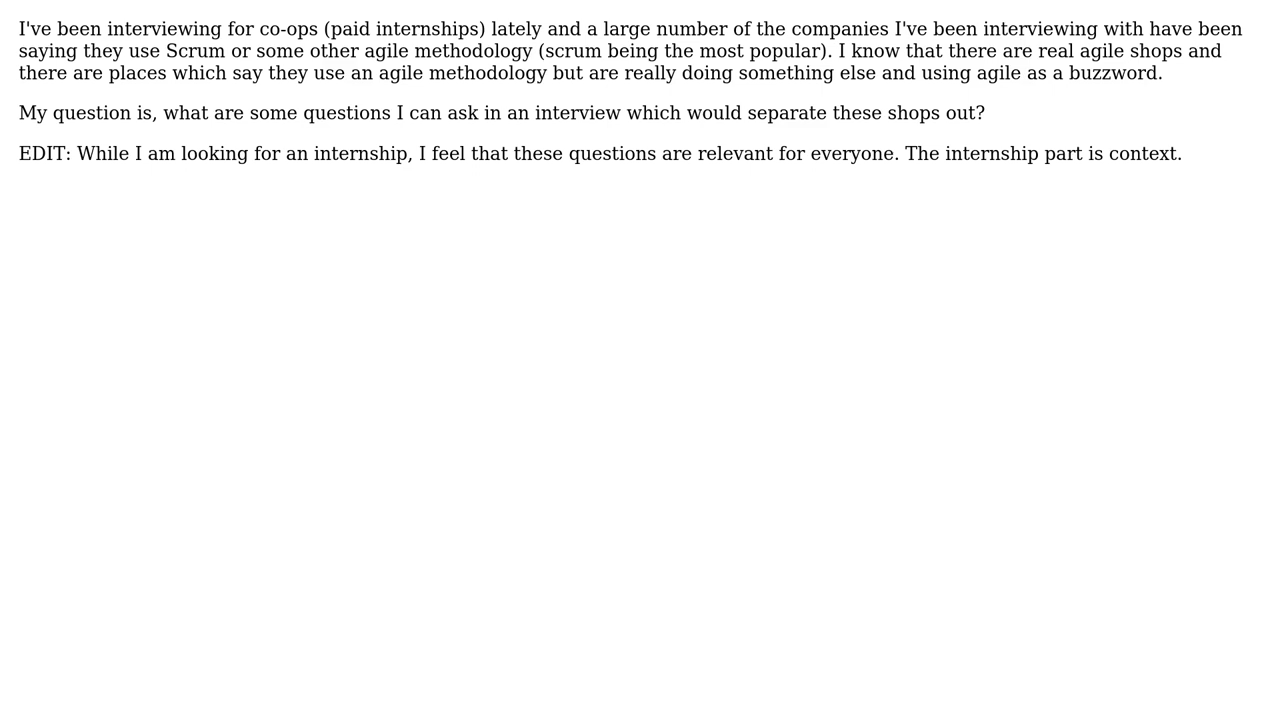 I've been interviewing for co-ops (paid internships) lately and a large number of the companies I've been interviewing with have been
saying they use Scrum or some other agile methodology (scrum being the most popular). I know that there are real agile shops and
there are places which say they use an agile methodology but are really doing something else and using agile as a buzzword.
My question is, what are some questions I can ask in an interview which would separate these shops out?
EDIT: While I am looking for an internship, I feel that these questions are relevant for everyone. The internship part is context.